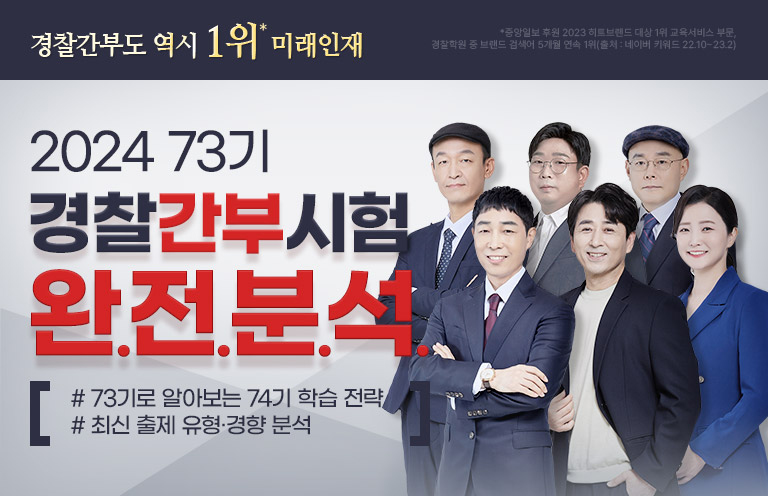 경찰간부도 역시 1위* 미래인재
*중앙일보 후원 2023 히트브랜드 대상 1위 교육서비스 부문,
경찰학원 중 브랜드 검색어 5개월 연속 1위(출처 : 네이버 키워드 22.10~23.2)
2024 73기
경찰간부시험
완.전.분.석.
# 73기로 알아보는 74기 학습 전략
# 최신 출제 유형·경향 분석